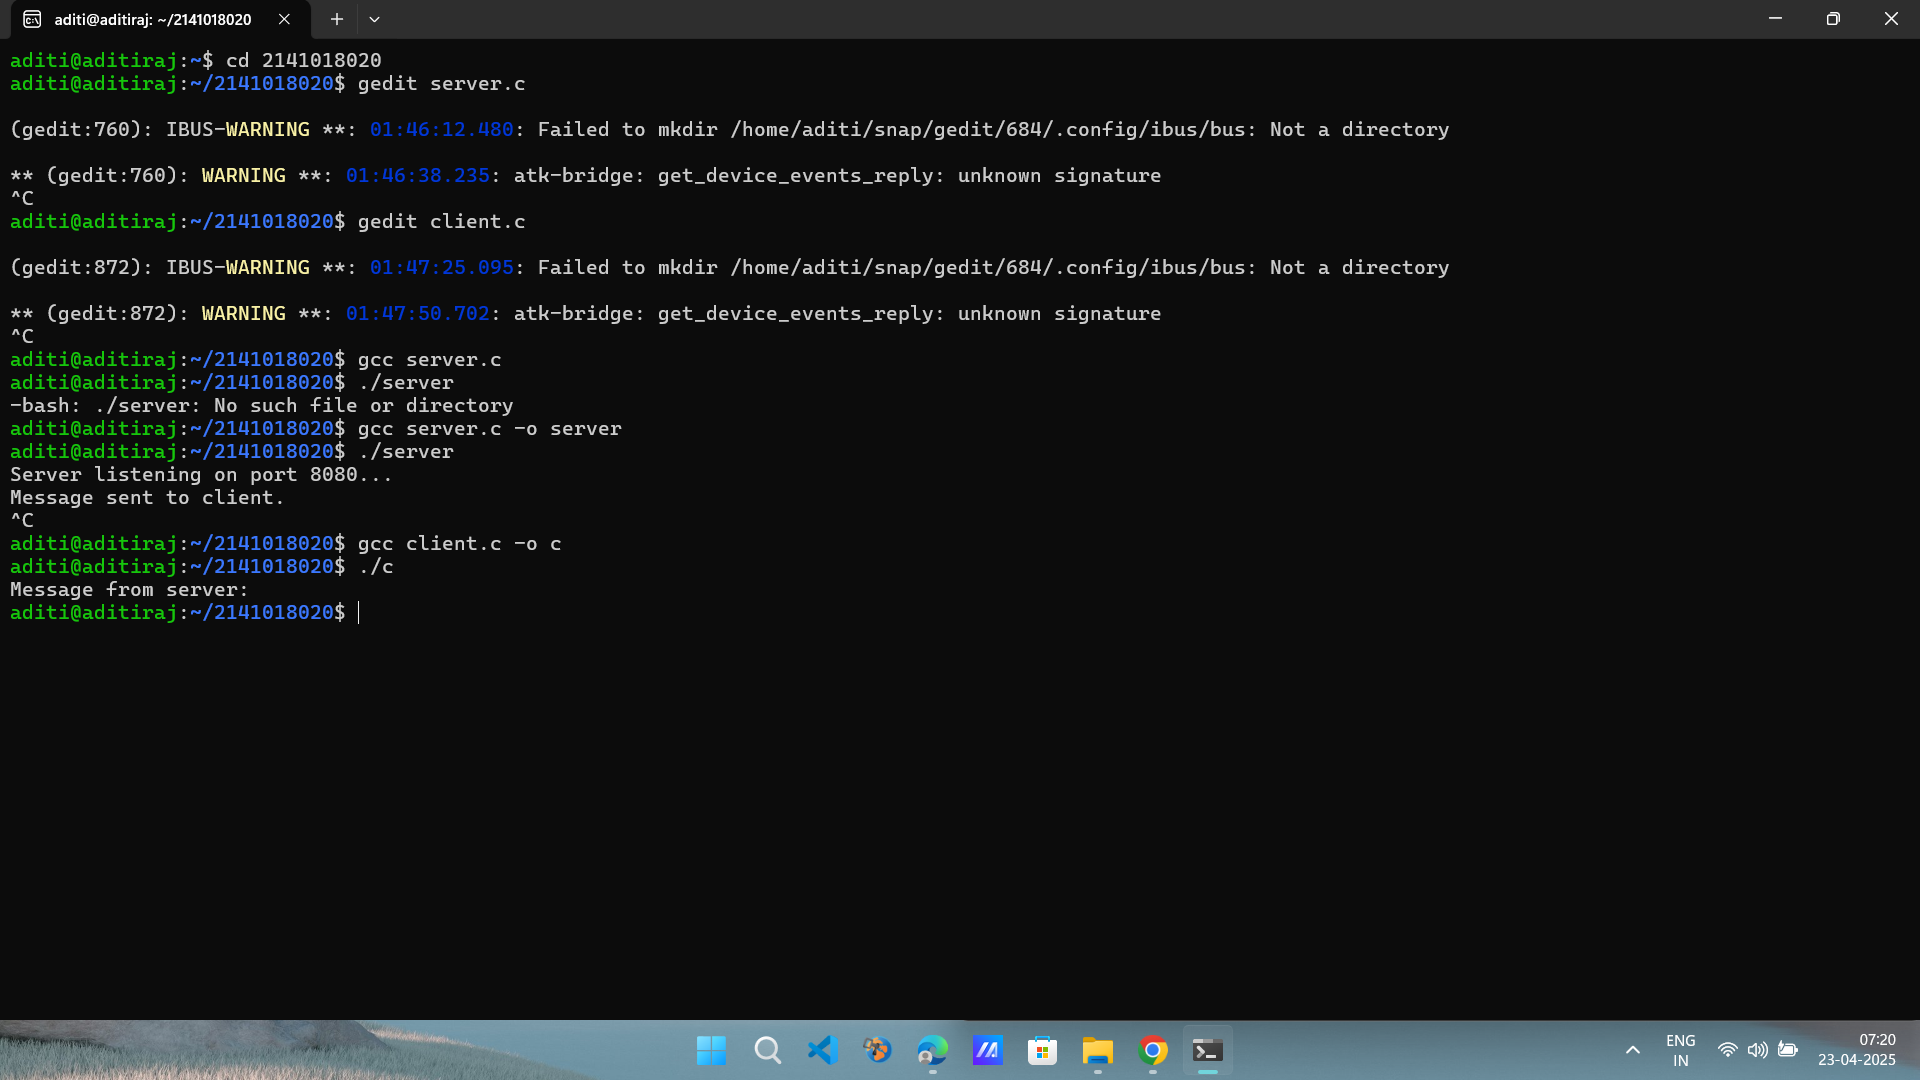 aditi@aditiraj: ~/2141018020
aditi@aditiraj:~$ cd 2141018020
aditi@aditiraj:~/2141018020$ gedit server.c
(gedit:760): IBUS-WARNING **: 01:46:12.480: Failed to mkdir /home/aditi/snap/gedit/684/.config/ibus/bus: Not a directory
** (gedit:760): WARNING **: 01:46:38.235: atk-bridge: get_device_events_reply: unknown signature
^C
aditi@aditiraj:~/2141018020$ gedit client.c
(gedit:872): IBUS-WARNING **: 01:47:25.095: Failed to mkdir /home/aditi/snap/gedit/684/.config/ibus/bus: Not a directory
** (gedit:872): WARNING **: 01:47:50.702: atk-bridge: get_device_events_reply: unknown signature
^C
aditi@aditiraj:~/2141018020$ gcc server.c
aditi@aditiraj:~/2141018020$ ./server
-bash: ./server: No such file or directory
aditi@aditiraj:~/2141018020$ gcc server.c -o server
aditi@aditiraj:~/2141018020$ ./server
Server listening on port 8080...
Message sent to client.
^C
aditi@aditiraj:~/2141018020$ gcc client.c -o c
aditi@aditiraj:~/2141018020$ ./c
Message from server:
aditi@aditiraj:~/2141018020$
ENG
IN
07:20
23-04-2025